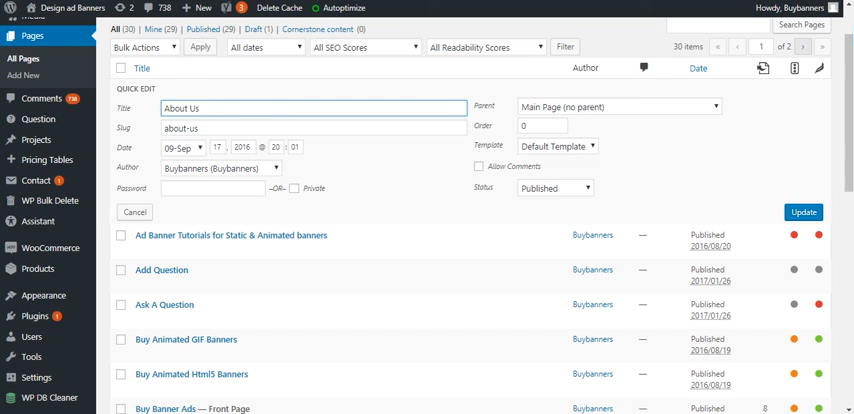 Design ad Banners 2 738 New 3 Delete Cache Autoptimize Howdy, Buybanners
Media
Pages
All Pages
Add New
Comments 738
Question
Projects
Pricing Tables
Contact 1
WP Bulk Delete
Assistant
WooCommerce
Products
Appearance
Plugins 1
Users
Tools
Settings
WP DB Cleaner
All (30) | Mine (29) | Published (29) | Draft (1) | Cornerstone content (0)
Search Pages
Bulk Actions Apply All dates All SEO Scores All Readability Scores Filter 30 items « ‹ 1 of 2 › »
Title Author Date
QUICK EDIT
Title About Us
Slug about-us
Date 09-Sep 17 , 2016 @ 20 : 01
Author Buybanners (Buybanners)
Password –OR– Private
Parent Main Page (no parent)
Order 0
Template Default Template
Allow Comments
Status Published
Cancel Update
Ad Banner Tutorials for Static & Animated banners Buybanners — Published
2016/08/20
Add Question Buybanners — Published
2017/01/26
Ask A Question Buybanners — Published
2017/01/26
Buy Animated GIF Banners Buybanners — Published
2016/08/19
Buy Animated Html5 Banners Buybanners — Published
2016/08/19
Buy Banner Ads — Front Page Buybanners — Published 8